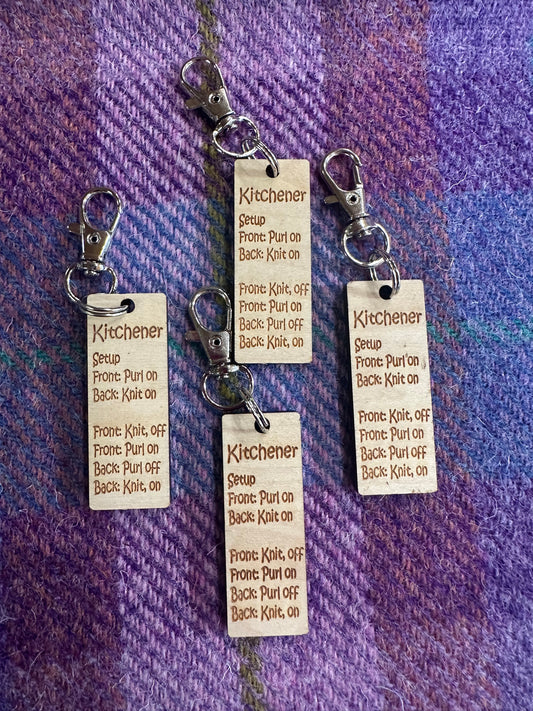 Kitchener
Setup
Front: Purl on
Back: Knit on
Front: Knit, off
Front: Purl on
Back: Purl off
Back: Knit, on
Kitchener
Setup
Front: Purl on
Back: Knit on
Front: Knit, off
Front: Purl on
Back: Purl off
Back: Knit, on
Kitchener
Setup
Front: Purl on
Back: Knit on
Front: Knit, off
Front: Purl on
Back: Purl off
Back: Knit, on
Kitchener
Setup
Front: Purl on
Back: Knit on
Front: Knit, off
Front: Purl on
Back: Purl off
Back: Knit, on